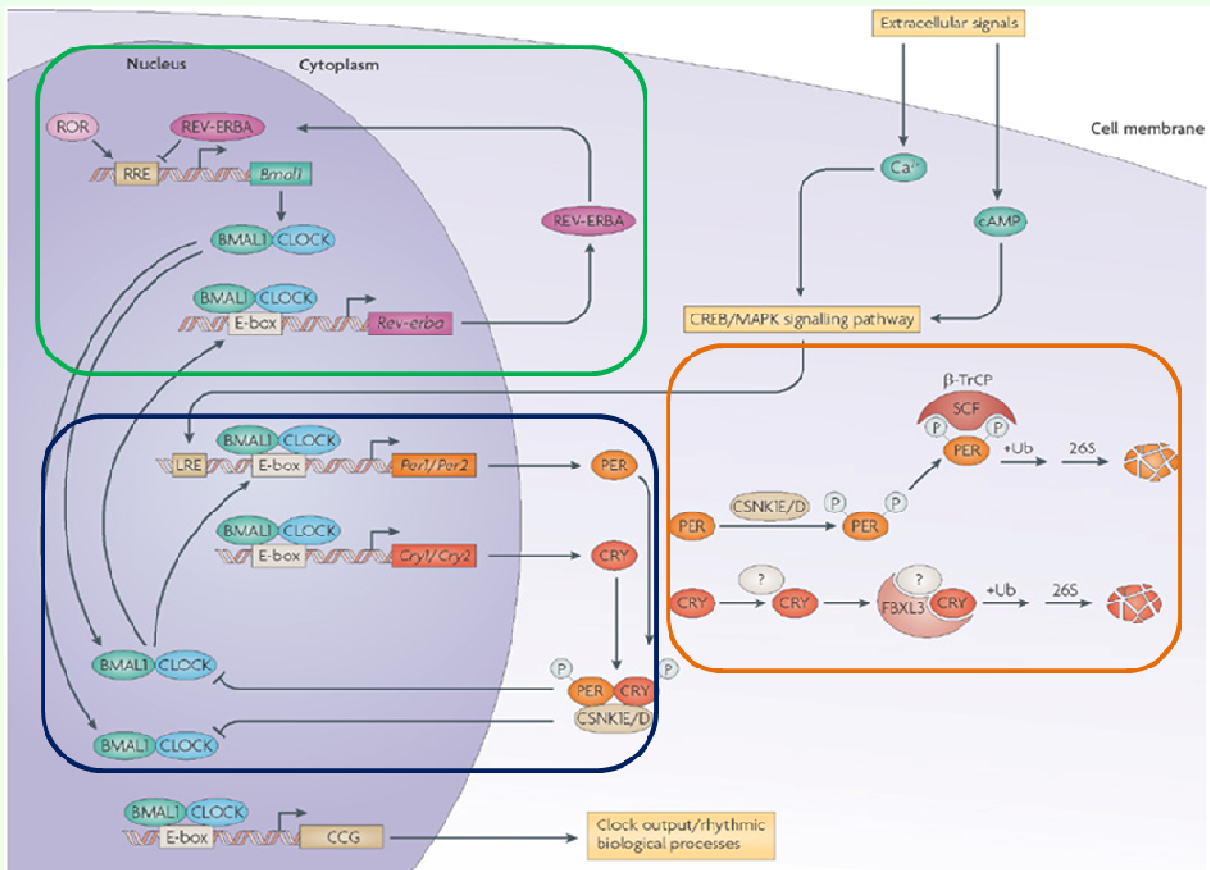 Extracellular signals
Nucleus
Cytoplasm
Cell membrane
ROR
REV-ERBA
RRE
Bmal1
Ca²⁺
cAMP
REV-ERBA
BMAL1 CLOCK
BMAL1 CLOCK
E-box
Rev-erba
CREB/MAPK signalling pathway
β-TrCP
SCF
P P
PER
+Ub
26S
BMAL1 CLOCK
LRE
E-box
Per1/Per2
PER
CSNK1E/D
P P
PER
PER
BMAL1 CLOCK
E-box
Cry1/Cry2
CRY
?
CRY
CRY
?
FBXL3
CRY
+Ub
26S
BMAL1 CLOCK
P P
PER CRY
CSNK1E/D
BMAL1 CLOCK
BMAL1 CLOCK
E-box
CCG
Clock output/rhythmic
biological processes